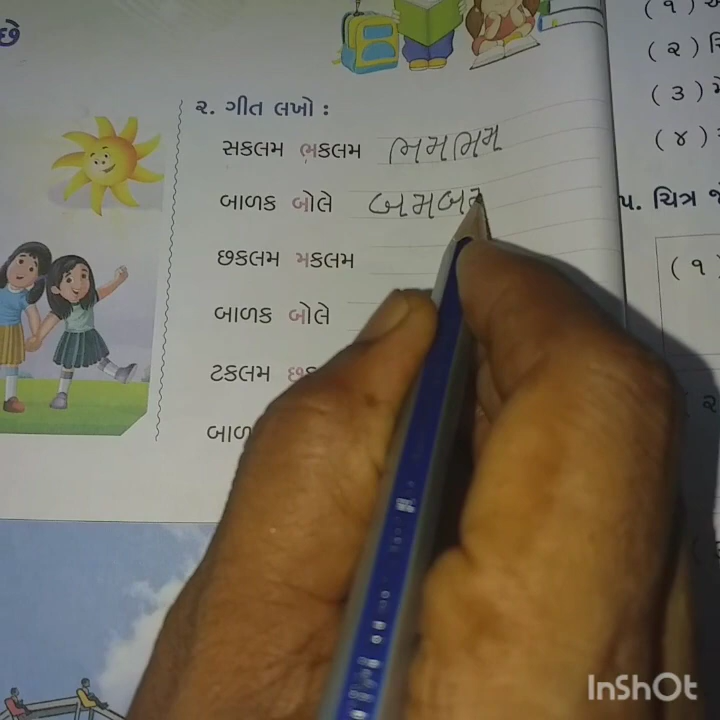 છે
૨. ગીત લખો :
સકલમ ભકલમ ભમભમ
બાળક બોલે બમબમ
છકલમ મકલમ
બાળક બોલે
ટકલમ
(૧)
(૨)
(૩)
(૪)
૫. ચિત્ર
(૧)
InShOt